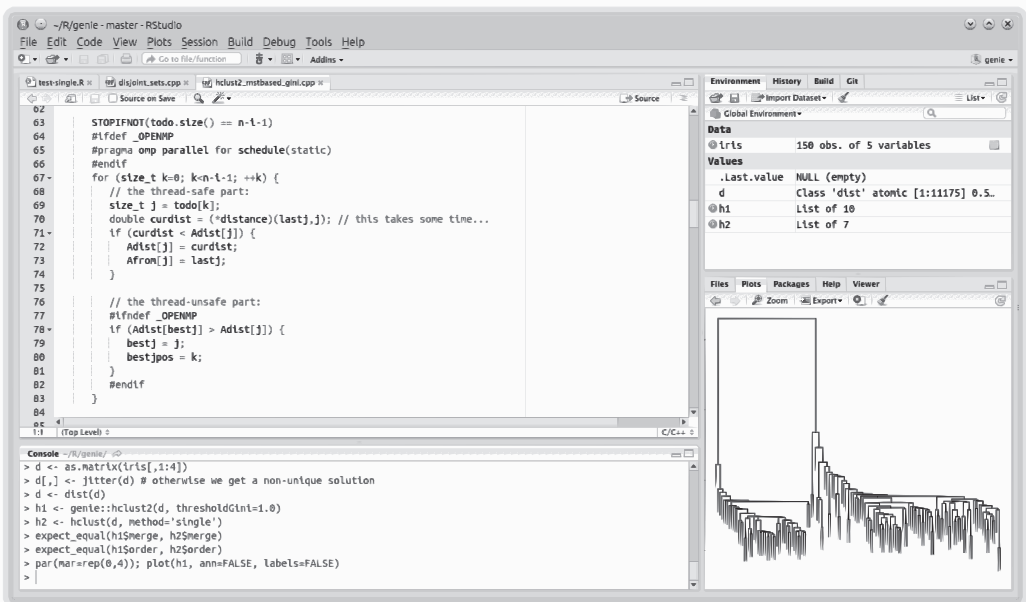 ~/R/genie - master - RStudio
File Edit Code View Plots Session Build Debug Tools Help
Go to file/function Addins genie
test-single.R disjoint_sets.cpp hclust2_mstbased_gini.cpp
Source on Save Source
62
63 STOPIFNOT(todo.size() == n-i-1)
64 #ifdef _OPENMP
65 #pragma omp parallel for schedule(static)
66 #endif
67 for (size_t k=0; k<n-i-1; ++k) {
68 // the thread-safe part:
69 size_t j = todo[k];
70 double curdist = (*distance)(lastj,j); // this takes some time...
71 if (curdist < Adist[j]) {
72 Adist[j] = curdist;
73 Afrom[j] = lastj;
74 }
75
76 // the thread-unsafe part:
77 #ifndef _OPENMP
78 if (Adist[bestj] > Adist[j]) {
79 bestj = j;
80 bestjpos = k;
81 }
82 #endif
83 }
84
85
1:1 (Top Level) C/C++
Console ~/R/genie/
> d <- as.matrix(iris[,1:4])
> d[,] <- jitter(d) # otherwise we get a non-unique solution
> d <- dist(d)
> h1 <- genie::hclust2(d, thresholdGini=1.0)
> h2 <- hclust(d, method='single')
> expect_equal(h1$merge, h2$merge)
> expect_equal(h1$order, h2$order)
> par(mar=rep(0,4)); plot(h1, ann=FALSE, labels=FALSE)
>
Environment History Build Git
Import Dataset List
Global Environment
Data
iris 150 obs. of 5 variables
Values
.Last.value NULL (empty)
d Class 'dist' atomic [1:11175] 0.5…
h1 List of 10
h2 List of 7
Files Plots Packages Help Viewer
Zoom Export